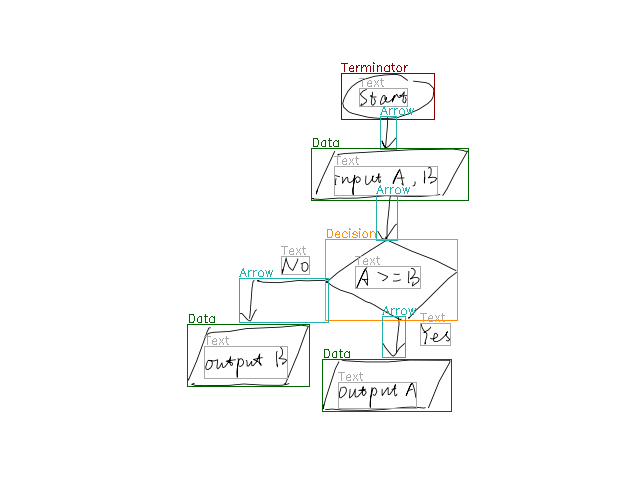 Terminator
Text
Start
Arrow
Data
Text
input A, B
Arrow
Decision
Text
No
Text
A >= B
Arrow
Arrow
Text
Yes
Data
Text
output B
Data
Text
output A